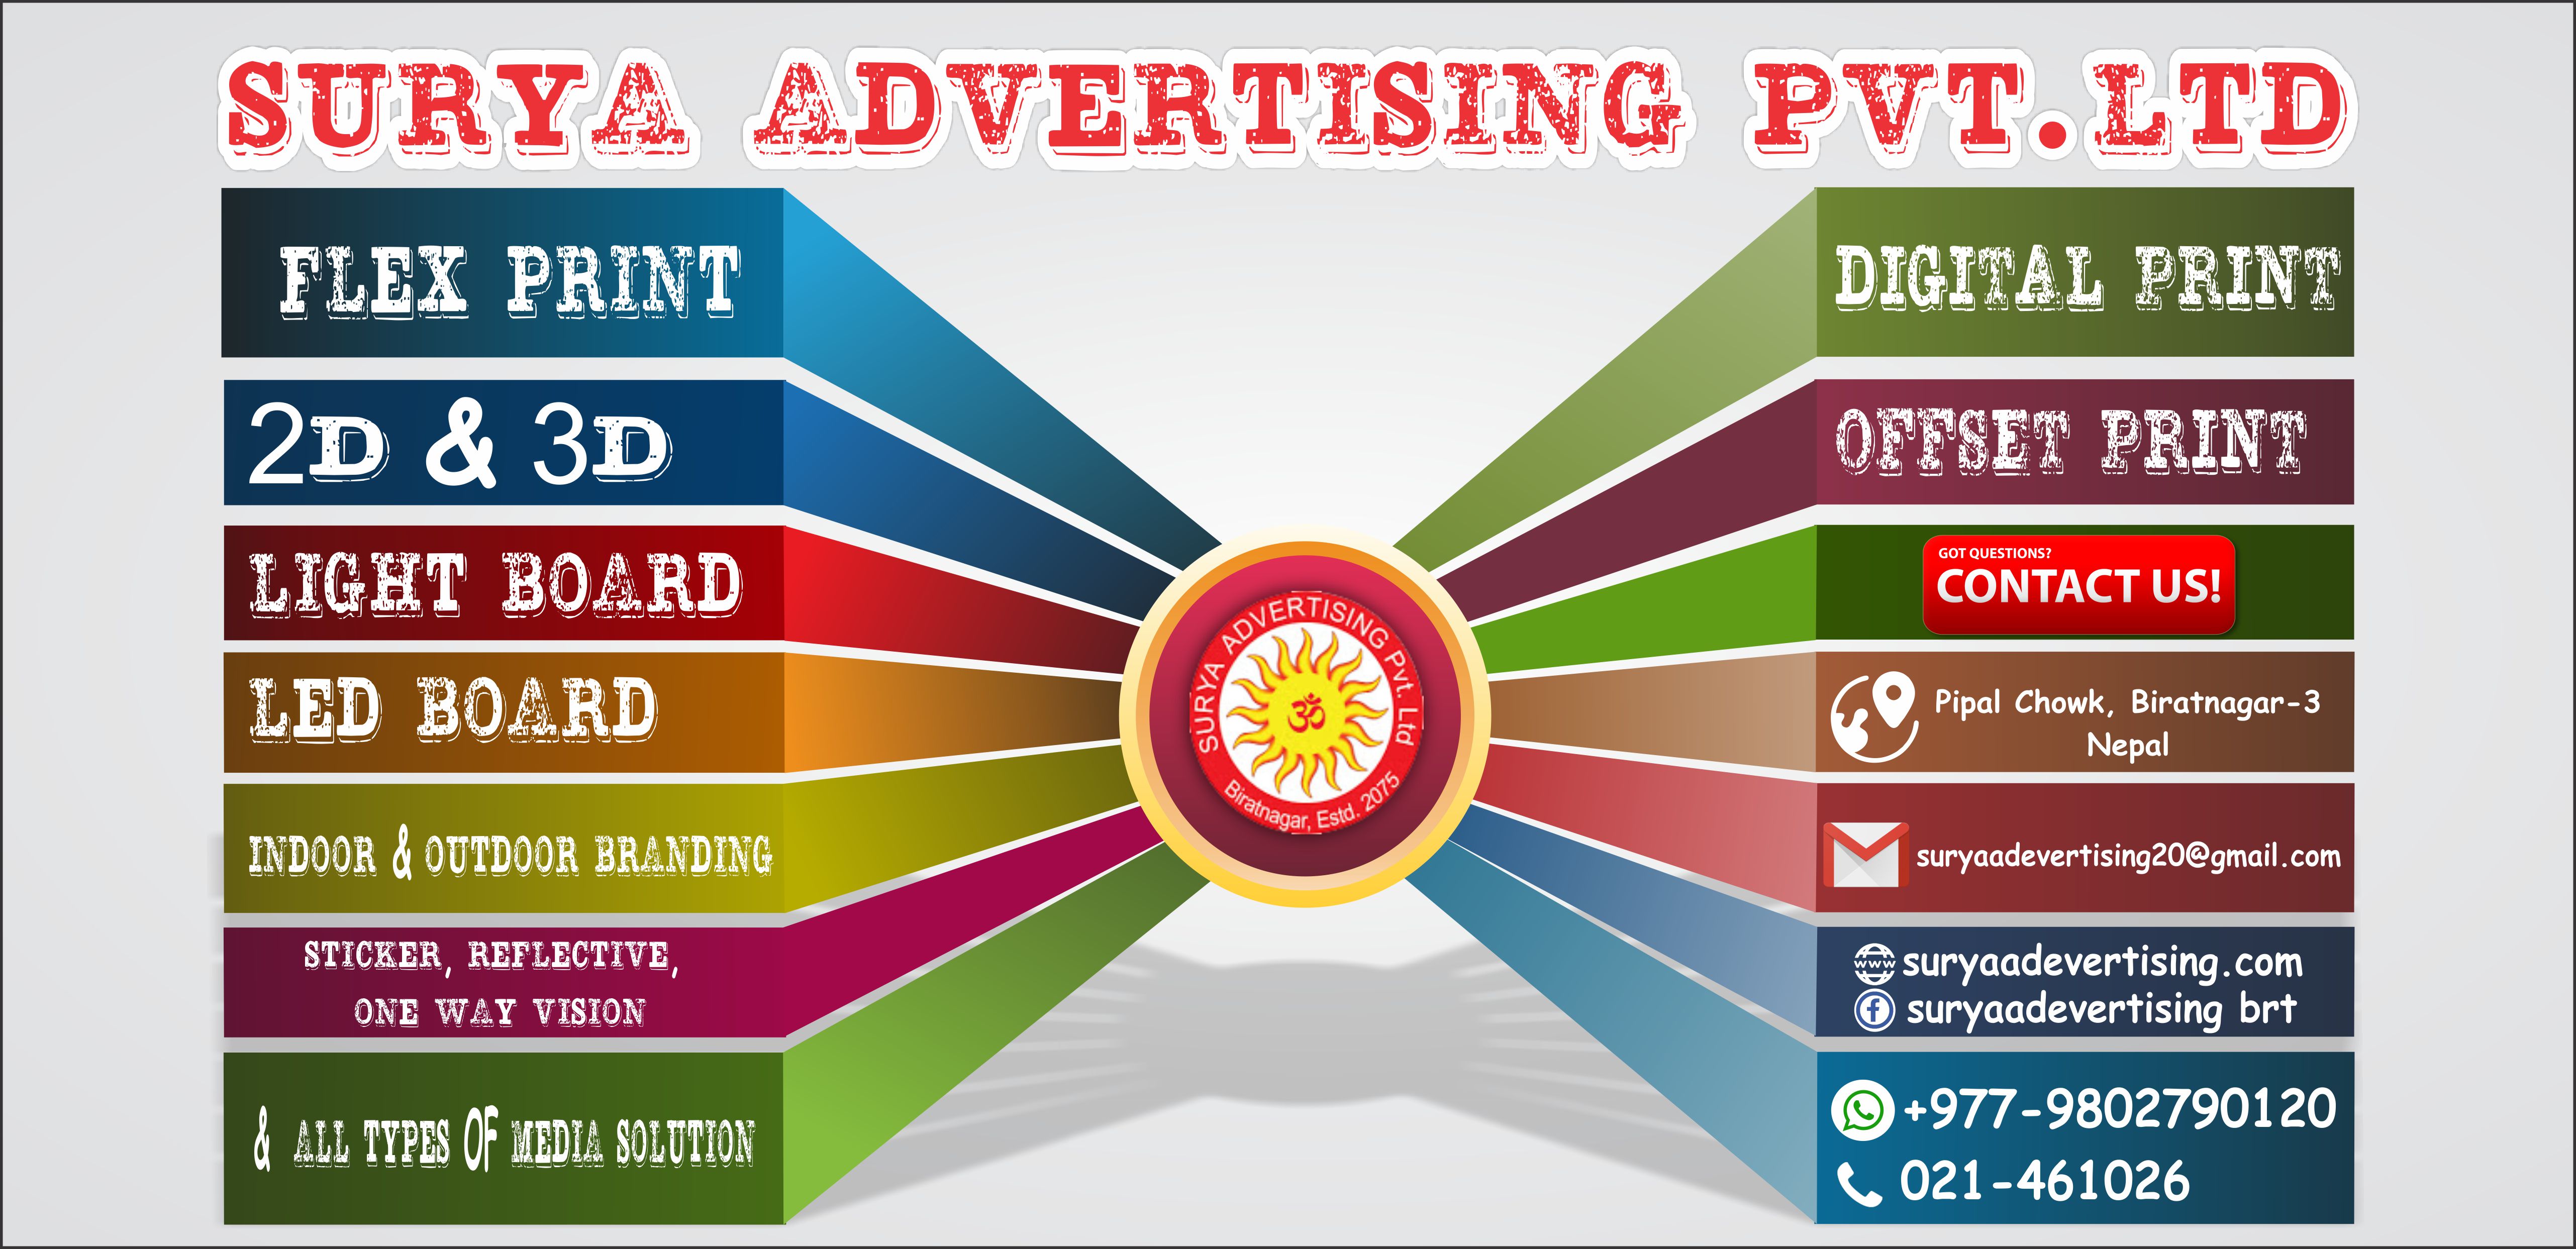 SURYA ADVERTISING PVT.LTD
FLEX PRINT
2D & 3D
LIGHT BOARD
LED BOARD
INDOOR & OUTDOOR BRANDING
STICKER, REFLECTIVE,
ONE WAY VISION
& ALL TYPES OF MEDIA SOLUTION
SURYA ADVERTISING Pvt. Ltd
ॐ
Biratnagar, Estd. 2075
DIGITAL PRINT
OFFSET PRINT
GOT QUESTIONS?
CONTACT US!
Pipal Chowk, Biratnagar-3
Nepal
suryaadevertising20@gmail.com
www suryaadevertising.com
f suryaadevertising brt
+977-9802790120
021-461026